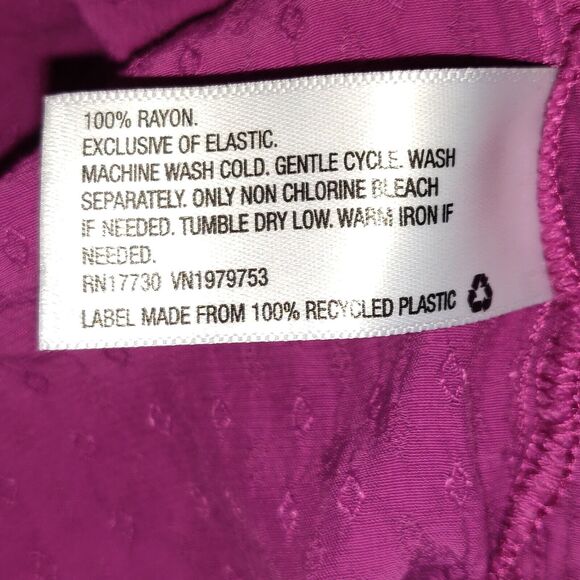 100% RAYON.
EXCLUSIVE OF ELASTIC.
MACHINE WASH COLD. GENTLE CYCLE. WASH
SEPARATELY. ONLY NON CHLORINE BLEACH
IF NEEDED. TUMBLE DRY LOW. WARM IRON IF
NEEDED.
RN17730 VN1979753
LABEL MADE FROM 100% RECYCLED PLASTIC